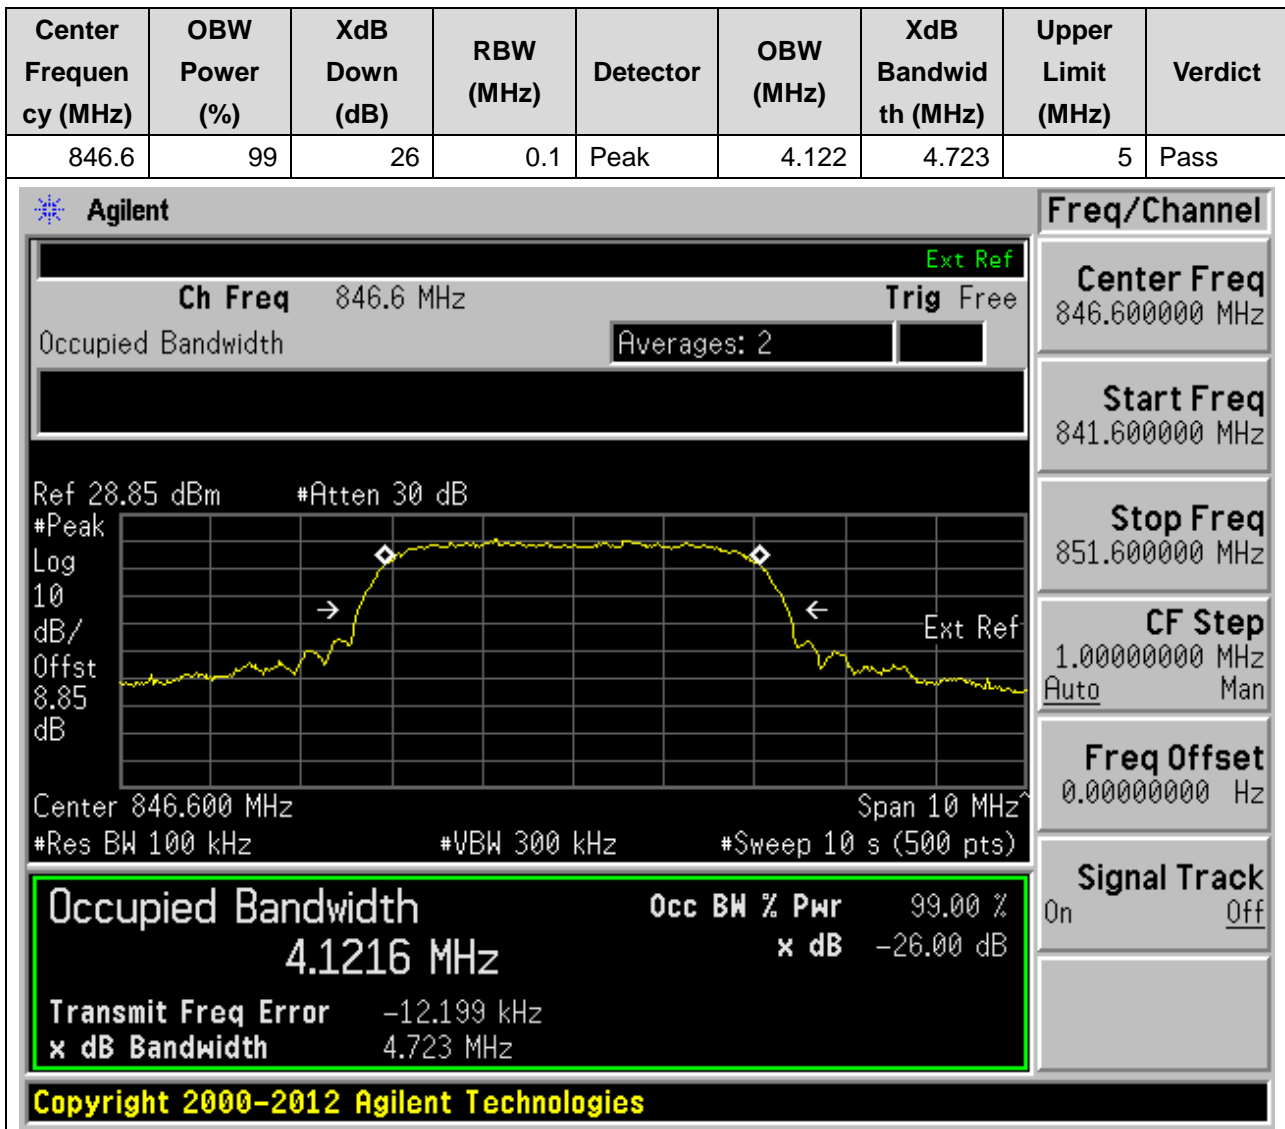 Center Frequen cy (MHz) OBW Power (%) XdB Down (dB) RBW (MHz) Detector OBW (MHz) XdB Bandwid th (MHz) Upper Limit (MHz) Verdict
846.6 99 26 0.1 Peak 4.122 4.723 5 Pass
Agilent
Freq/Channel
Ext Ref
Ch Freq 846.6 MHz Trig Free
Occupied Bandwidth Averages: 2
Center Freq
846.600000 MHz
Start Freq
841.600000 MHz
Stop Freq
851.600000 MHz
CF Step
1.00000000 MHz
Auto Man
Freq Offset
0.00000000 Hz
Signal Track
On Off
Ref 28.85 dBm #Atten 30 dB
#Peak
Log
10
dB/
Offst
8.85
dB
Ext Ref
Center 846.600 MHz Span 10 MHz^
#Res BW 100 kHz #VBW 300 kHz #Sweep 10 s (500 pts)
Occupied Bandwidth Occ BW % Pwr 99.00 %
4.1216 MHz x dB -26.00 dB
Transmit Freq Error -12.199 kHz
x dB Bandwidth 4.723 MHz
Copyright 2000-2012 Agilent Technologies